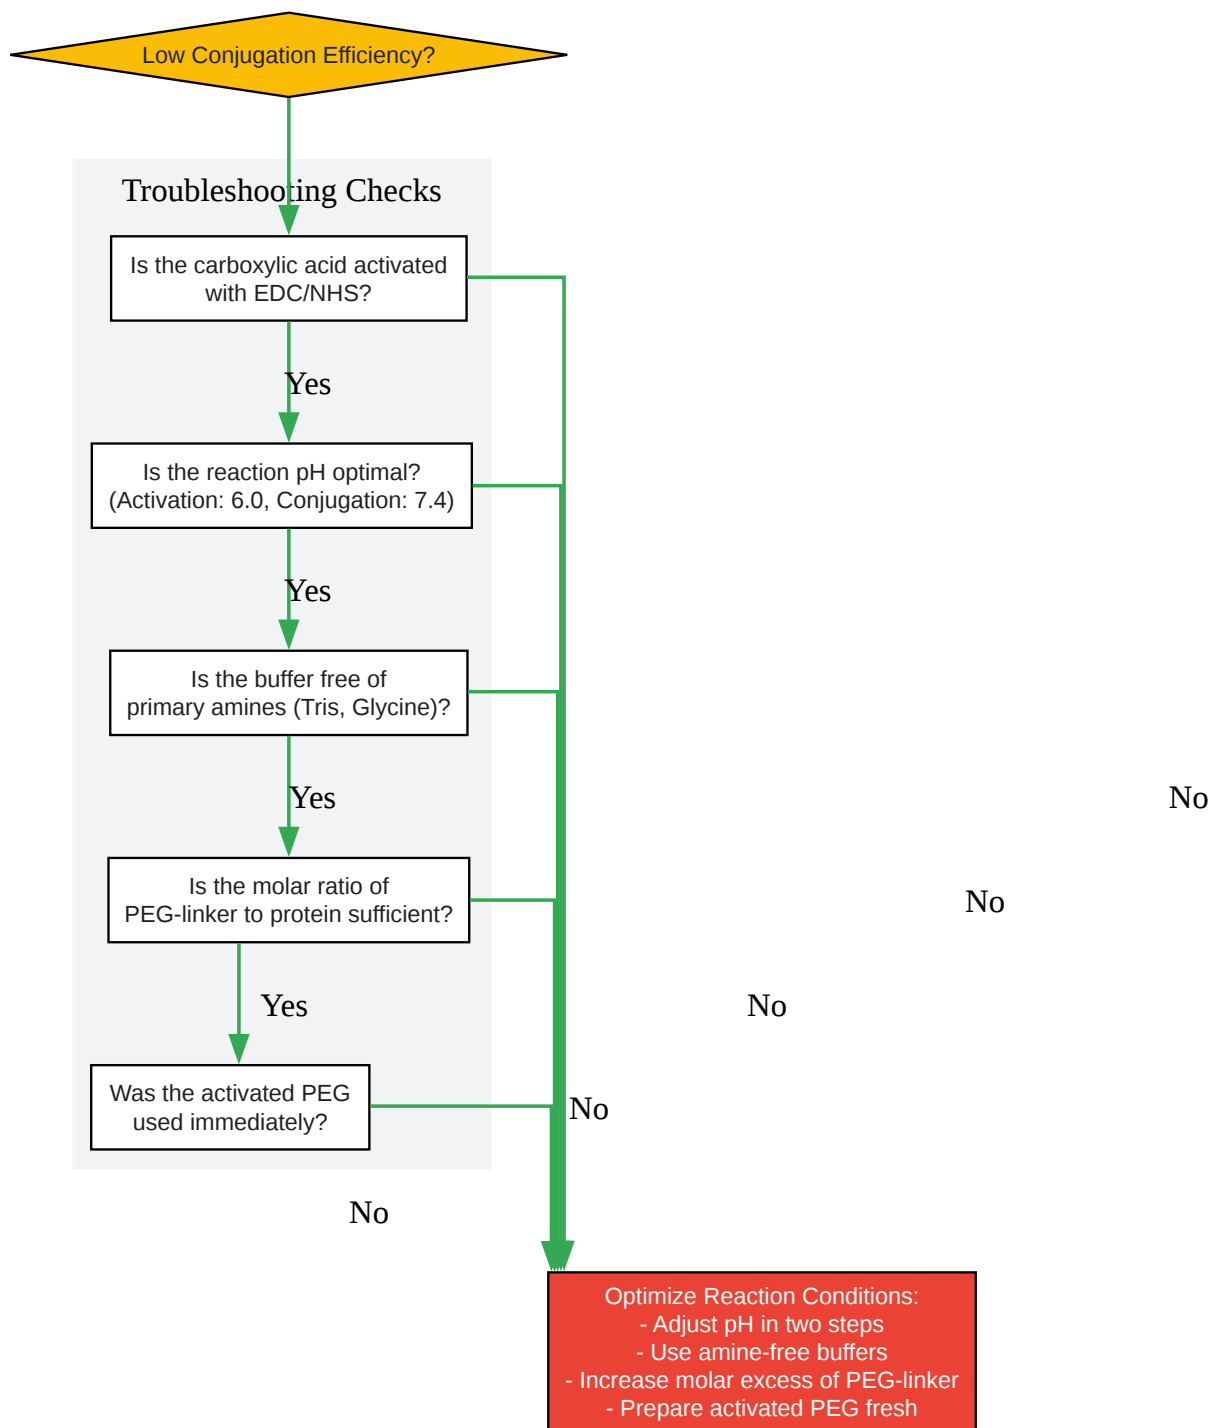 Low Conjugation Efficiency?
Troubleshooting Checks
Is the carboxylic acid activated
with EDC/NHS?
Yes
Is the reaction pH optimal?
(Activation: 6.0, Conjugation: 7.4)
Yes
Is the buffer free of
primary amines (Tris, Glycine)?
Yes
No
Is the molar ratio of
PEG-linker to protein sufficient?
No
Yes
No
Was the activated PEG
used immediately?
No
No
Optimize Reaction Conditions:
- Adjust pH in two steps
- Use amine-free buffers
- Increase molar excess of PEG-linker
- Prepare activated PEG fresh